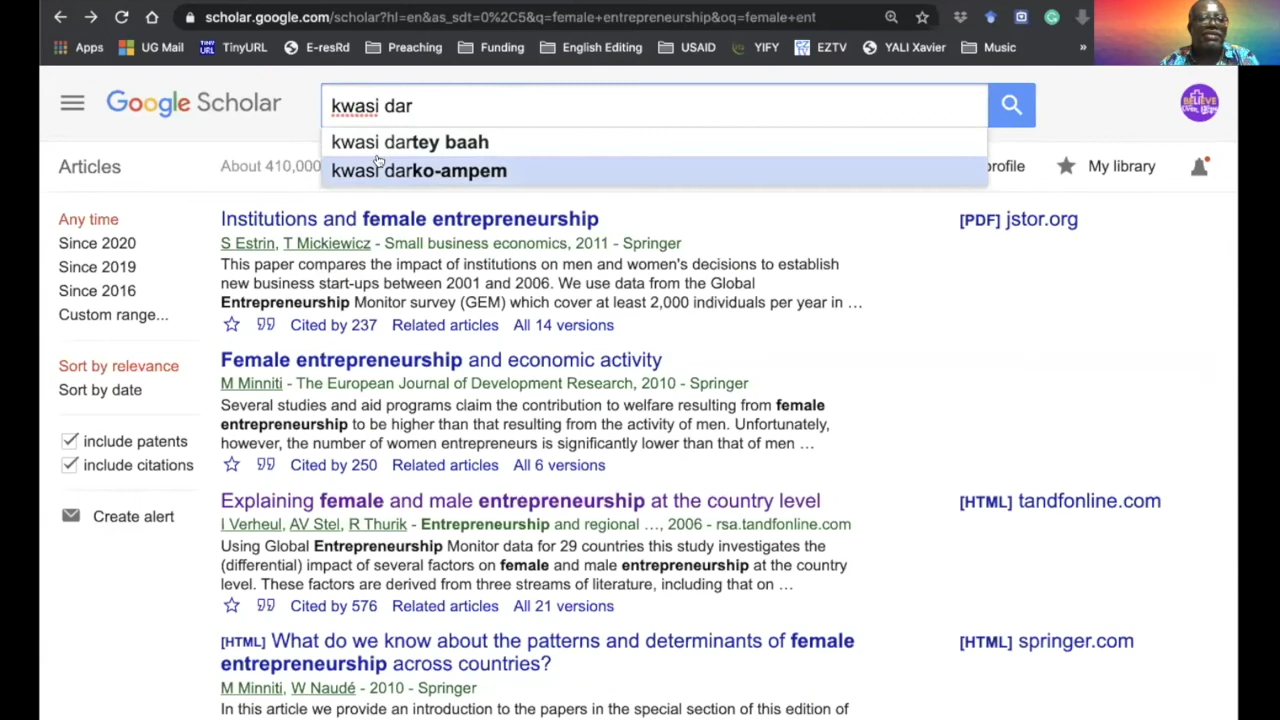 scholar.google.com/scholar?hl=en&as_sdt=0%2C5&q=female+entrepreneurship&oq=female+ent
Apps UG Mail TINY URL TinyURL E-resRd Preaching Funding English Editing USAID YIFY EZTV YALI Xavier Music »
Google Scholar
kwasi dar
BELIEVE
kwasi dartey baah
kwasi darko-ampem
Articles
About 410,000
profile
My library
Any time
Since 2020
Since 2019
Since 2016
Custom range...
Sort by relevance
Sort by date
include patents
include citations
Create alert
Institutions and female entrepreneurship
[PDF] jstor.org
S Estrin, T Mickiewicz - Small business economics, 2011 - Springer
This paper compares the impact of institutions on men and women's decisions to establish
new business start-ups between 2001 and 2006. We use data from the Global
Entrepreneurship Monitor survey (GEM) which cover at least 2,000 individuals per year in …
Cited by 237 Related articles All 14 versions
Female entrepreneurship and economic activity
M Minniti - The European Journal of Development Research, 2010 - Springer
Several studies and aid programs claim the contribution to welfare resulting from female
entrepreneurship to be higher than that resulting from the activity of men. Unfortunately,
however, the number of women entrepreneurs is significantly lower than that of men …
Cited by 250 Related articles All 6 versions
Explaining female and male entrepreneurship at the country level
[HTML] tandfonline.com
I Verheul, AV Stel, R Thurik - Entrepreneurship and regional …, 2006 - rsa.tandfonline.com
Using Global Entrepreneurship Monitor data for 29 countries this study investigates the
(differential) impact of several factors on female and male entrepreneurship at the country
level. These factors are derived from three streams of literature, including that on …
Cited by 576 Related articles All 21 versions
[HTML] What do we know about the patterns and determinants of female
entrepreneurship across countries?
[HTML] springer.com
M Minniti, W Naudé - 2010 - Springer
In this article we provide an introduction to the papers in the special section of this edition of